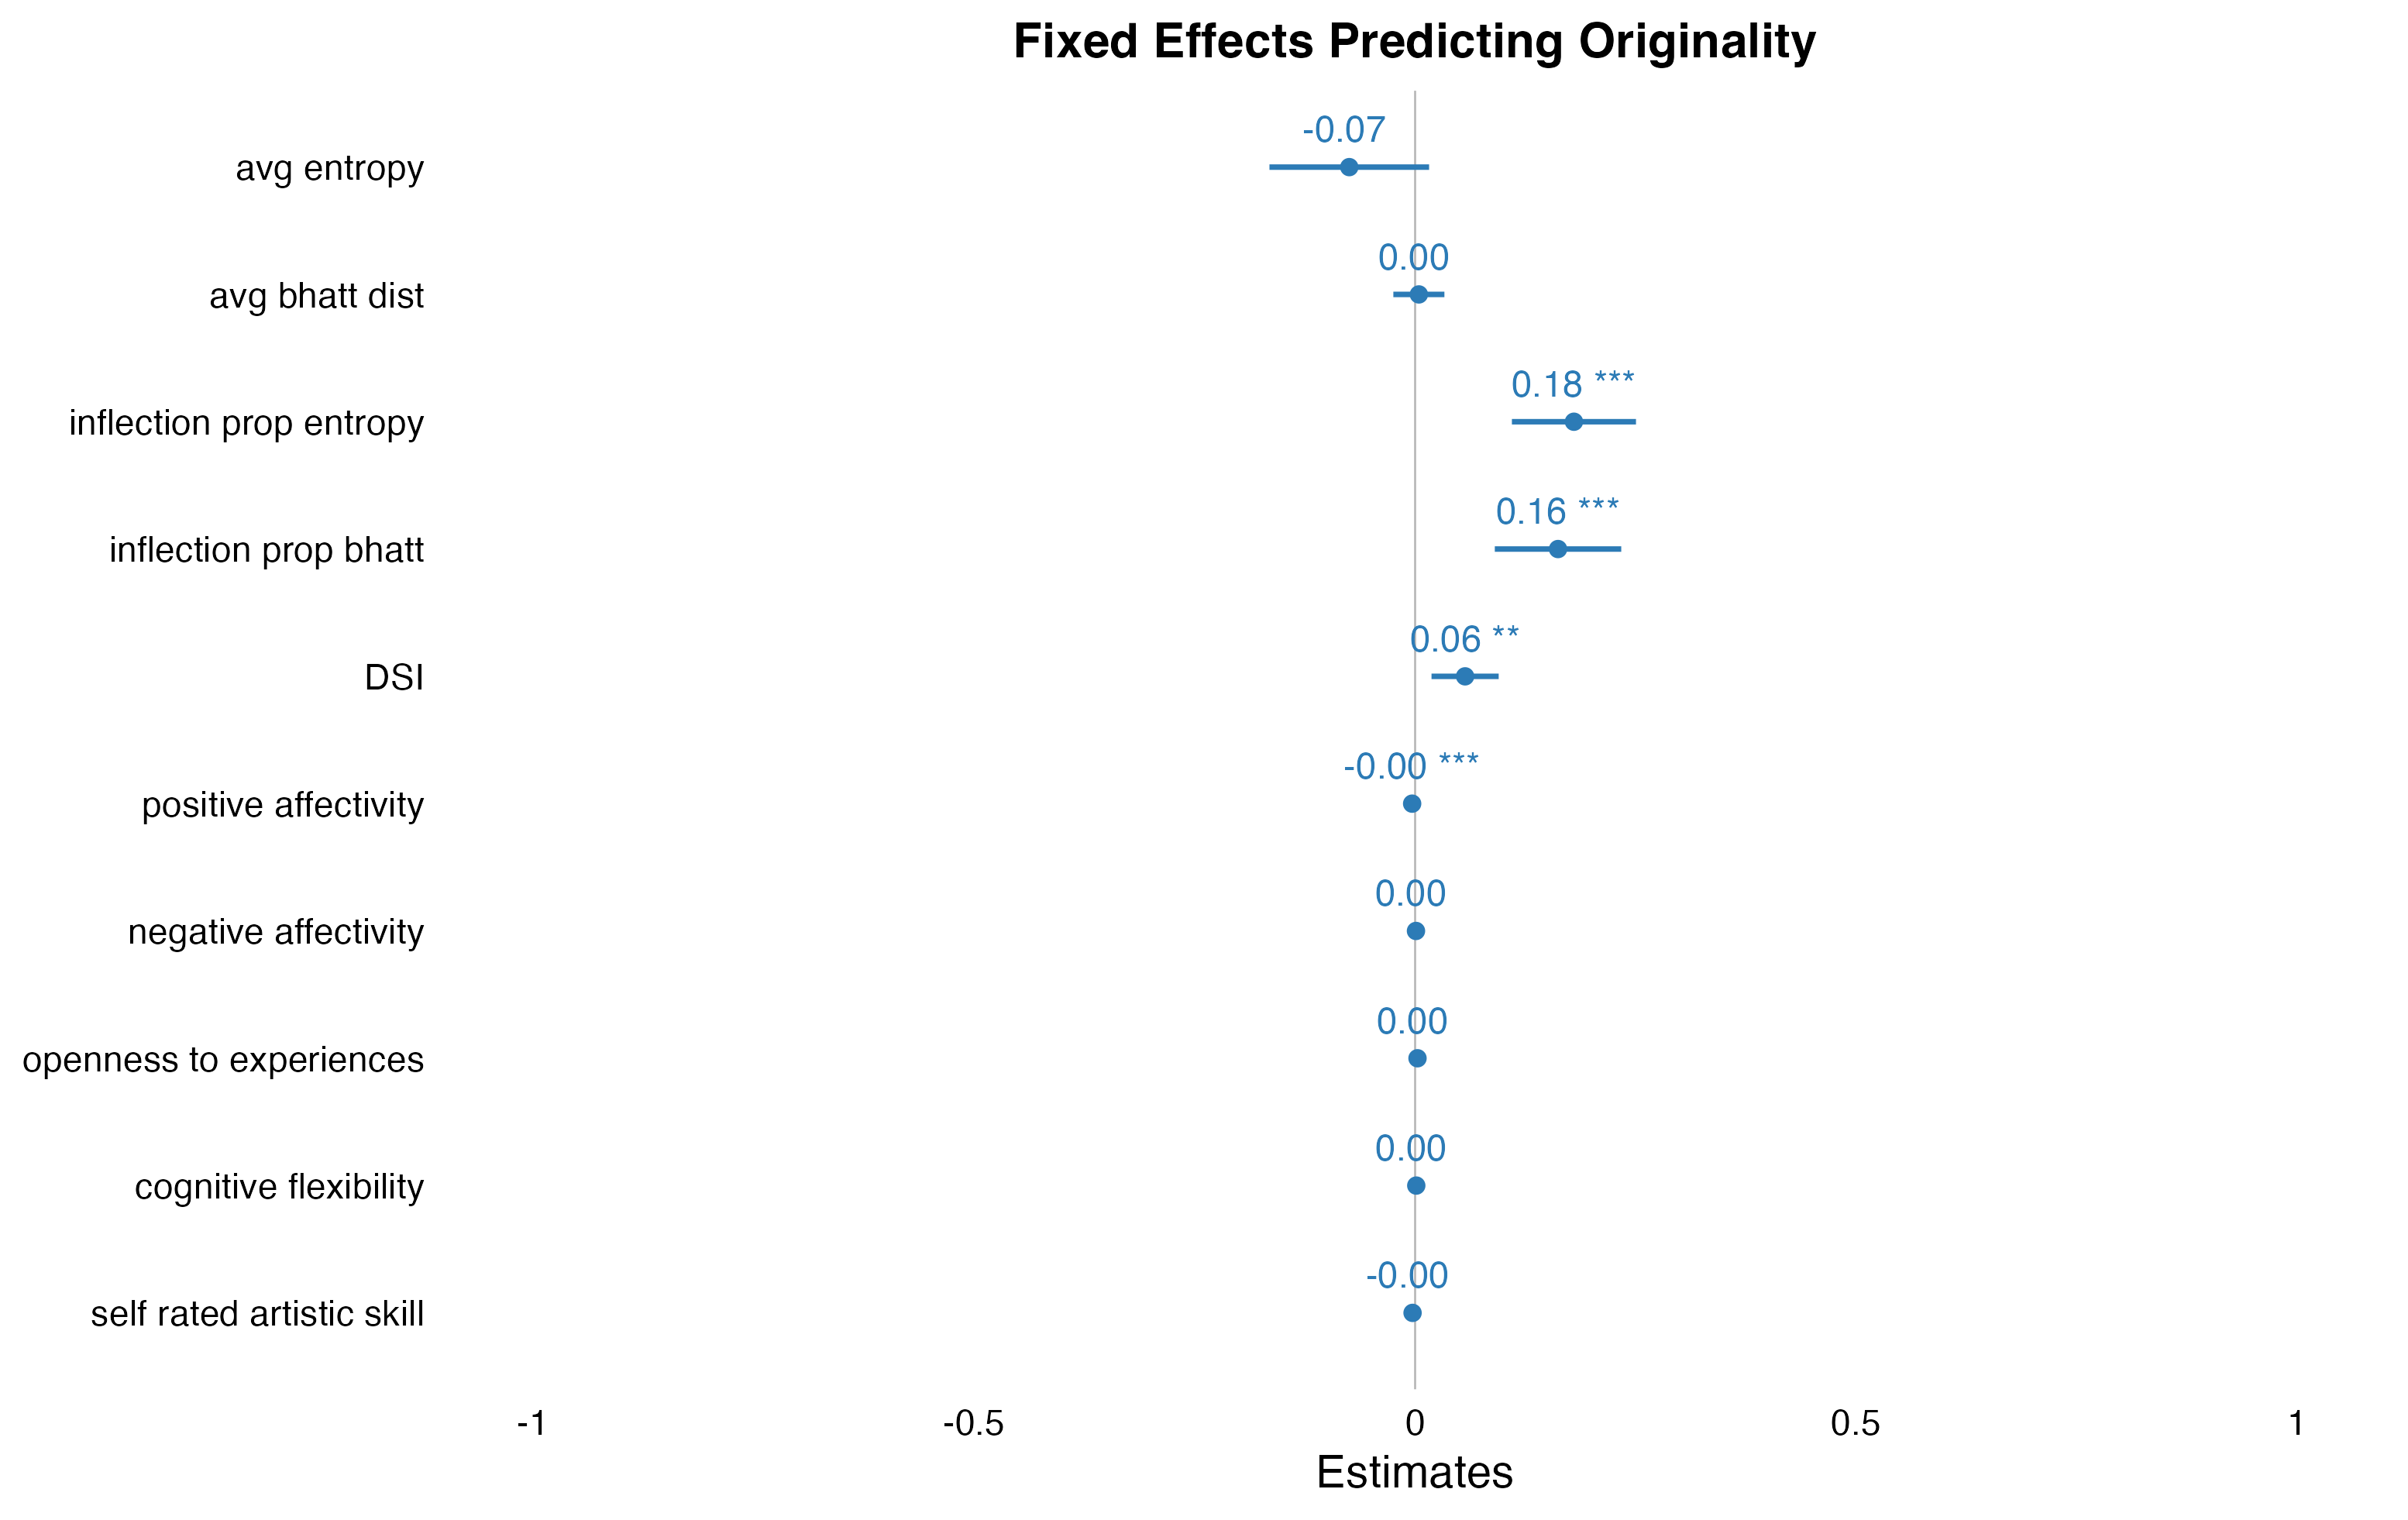 Fixed Effects Predicting Originality
-0.07
avg entropy
0.00
avg bhatt dist
0.18 ***
inflection prop entropy
0.16 ***
inflection prop bhatt
0.06 **
DSI
-0.00 ***
positive affectivity
0.00
negative affectivity
0.00
openness to experiences
0.00
cognitive flexibility
-0.00
self rated artistic skill
-1 -0.5 0 0.5 1
Estimates